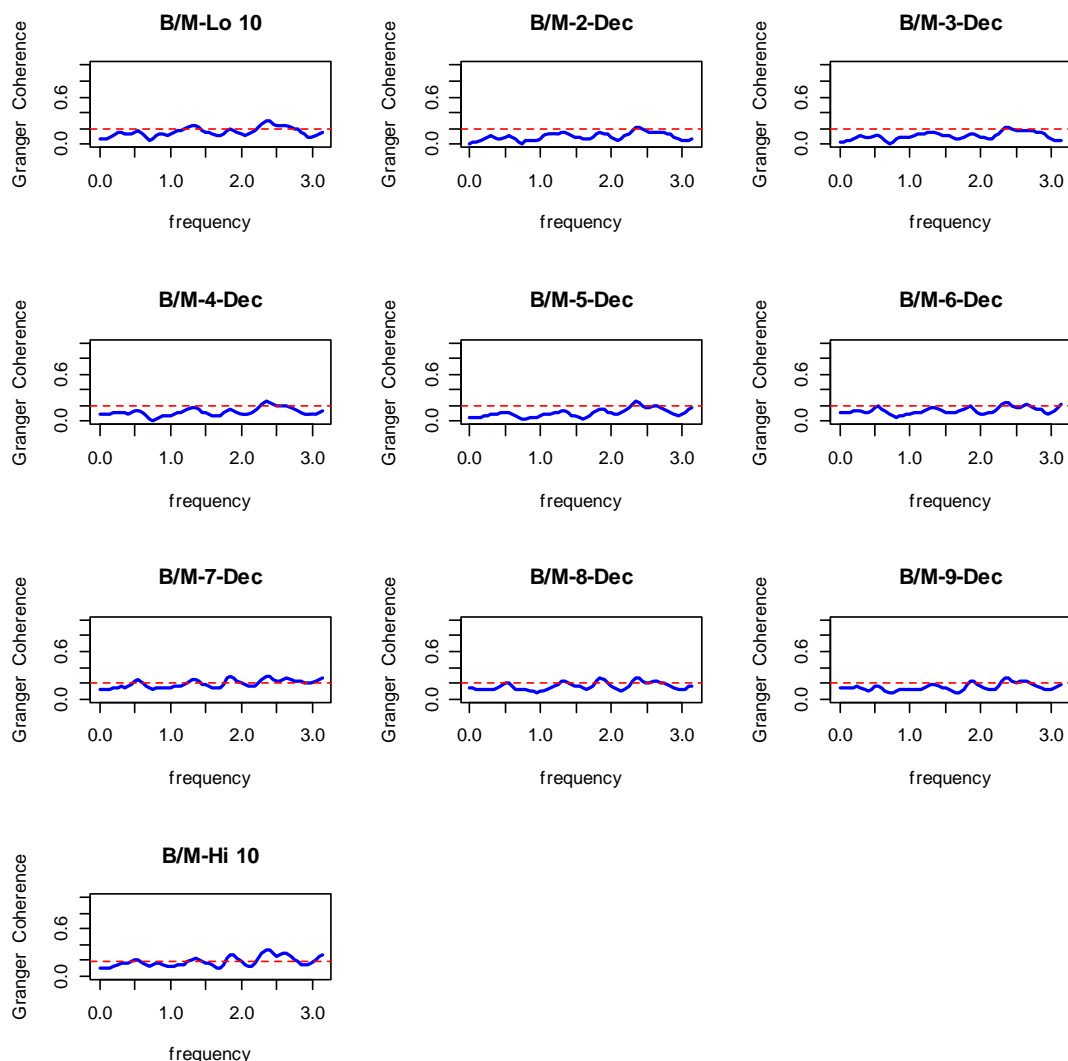 B/M-Lo 10
Granger Coherence
0.0 0.6
0.0 1.0 2.0 3.0
frequency
B/M-2-Dec
Granger Coherence
0.0 0.6
0.0 1.0 2.0 3.0
frequency
B/M-3-Dec
Granger Coherence
0.0 0.6
0.0 1.0 2.0 3.0
frequency
B/M-4-Dec
Granger Coherence
0.0 0.6
0.0 1.0 2.0 3.0
frequency
B/M-5-Dec
Granger Coherence
0.0 0.6
0.0 1.0 2.0 3.0
frequency
B/M-6-Dec
Granger Coherence
0.0 0.6
0.0 1.0 2.0 3.0
frequency
B/M-7-Dec
Granger Coherence
0.0 0.6
0.0 1.0 2.0 3.0
frequency
B/M-8-Dec
Granger Coherence
0.0 0.6
0.0 1.0 2.0 3.0
frequency
B/M-9-Dec
Granger Coherence
0.0 0.6
0.0 1.0 2.0 3.0
frequency
B/M-Hi 10
Granger Coherence
0.0 0.6
0.0 1.0 2.0 3.0
frequency